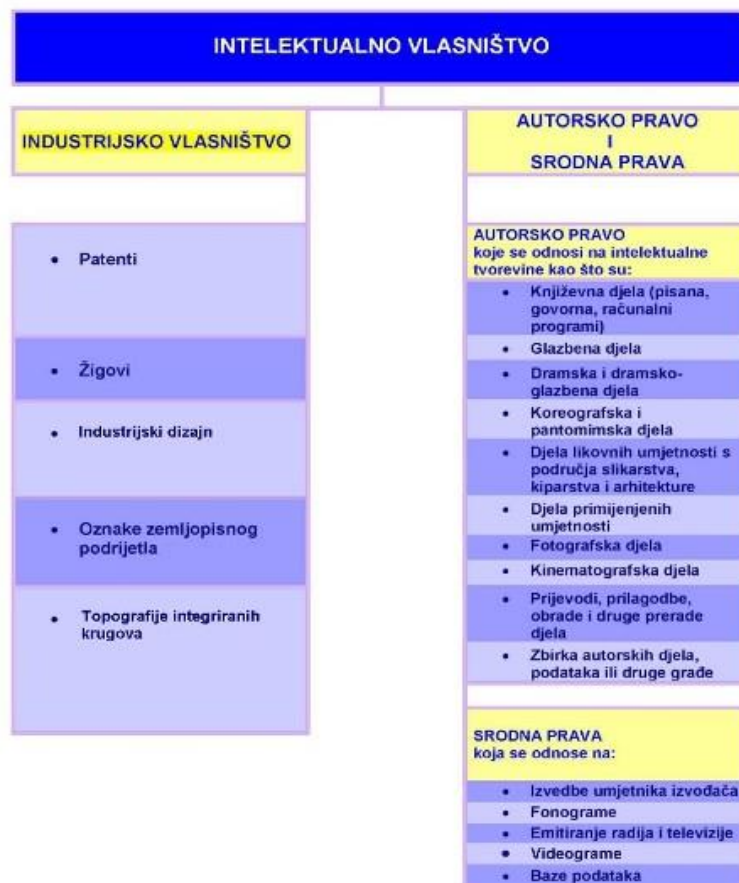 INTELEKTUALNO VLASNIŠTVO
INDUSTRIJSKO VLASNIŠTVO
• Patenti
• Žigovi
• Industrijski dizajn
• Oznake zemljopisnog
podrijetla
• Topografije integriranih
krugova
AUTORSKO PRAVO
I
SRODNA PRAVA
AUTORSKO PRAVO
koje se odnosi na intelektualne
tvorevine kao što su:
• Književna djela (pisana,
govorna, računalni
programi)
• Glazbena djela
• Dramska i dramsko-
glazbena djela
• Koreografska i
pantomimska djela
• Djela likovnih umjetnosti s
područja slikarstva,
kiparstva i arhitekture
• Djela primijenjenih
umjetnosti
• Fotografska djela
• Kinematografska djela
• Prijevodi, prilagodbe,
obrade i druge prerade
djela
• Zbirka autorskih djela,
podataka ili druge građe
SRODNA PRAVA
koja se odnose na:
• Izvedbe umjetnika izvođača
• Fonograme
• Emitiranje radija i televizije
• Videograme
• Baze podataka